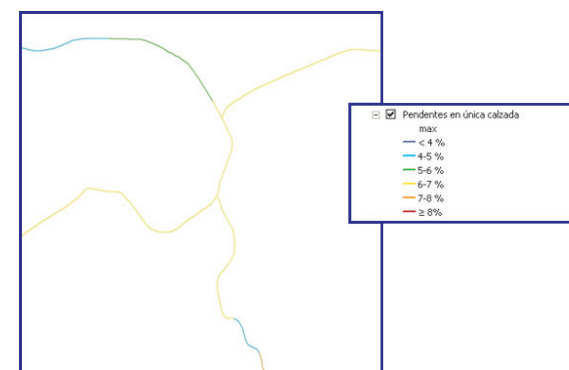 Pendentes en única calzada
max
< 4 %
4-5 %
5-6 %
6-7 %
7-8 %
≥ 8%